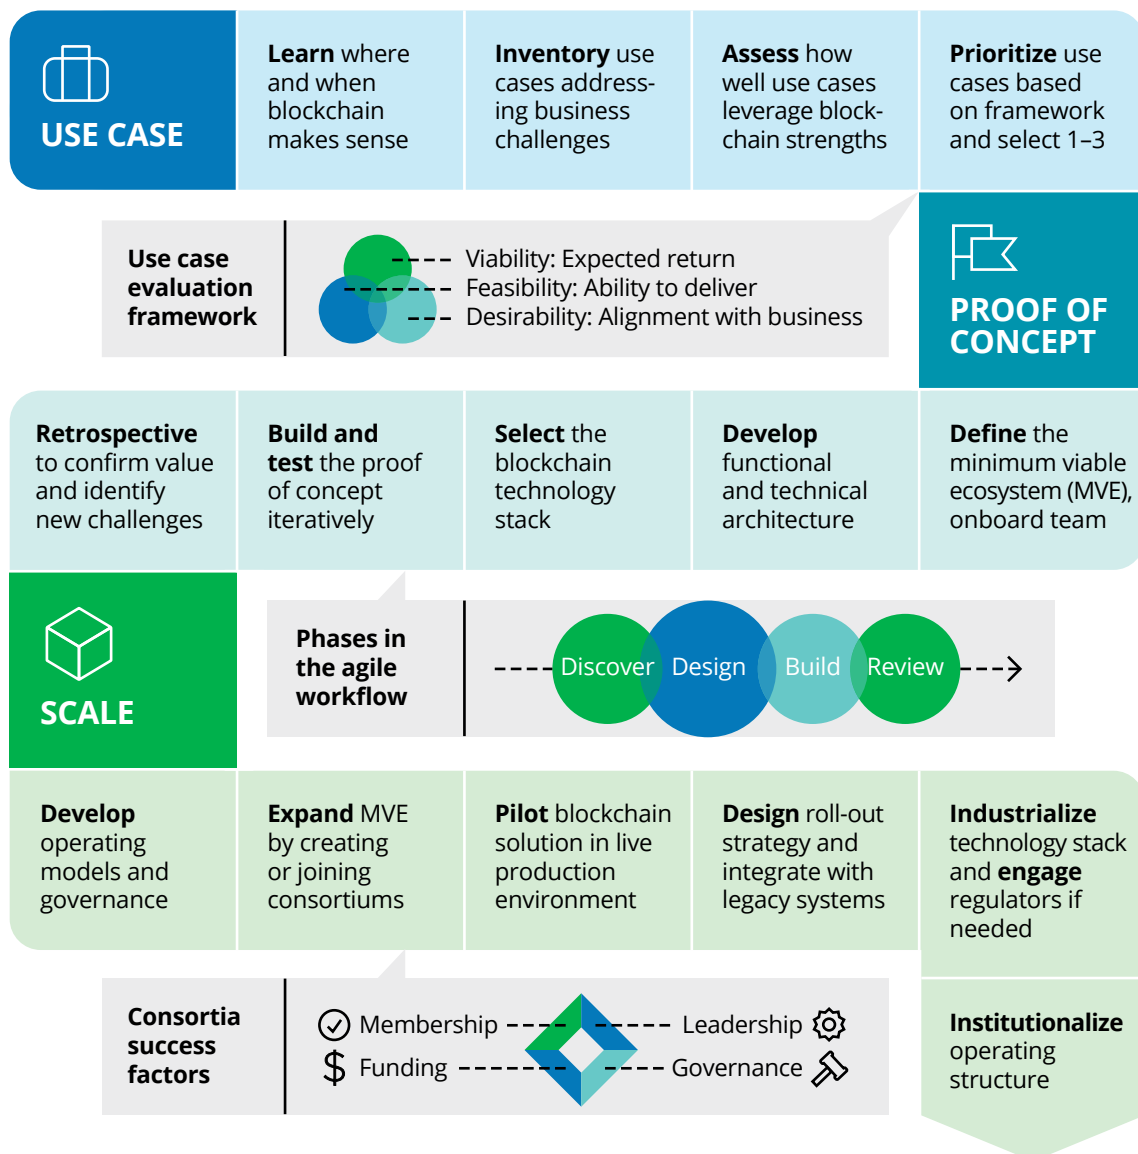 USE CASE
Learn where
and when
blockchain
makes sense
Inventory use
cases address-
ing business
challenges
Assess how
well use cases
leverage block-
chain strengths
Prioritize use
cases based
on framework
and select 1–3
Use case
evaluation
framework
Viability: Expected return
Feasibility: Ability to deliver
Desirability: Alignment with business
PROOF OF
CONCEPT
Retrospective
to confirm value
and identify
new challenges
Build and
test the proof
of concept
iteratively
Select the
blockchain
technology
stack
Develop
functional
and technical
architecture
Define the
minimum viable
ecosystem (MVE),
onboard team
SCALE
Phases in
the agile
workflow
Discover
Design
Build
Review
Develop
operating
models and
governance
Expand MVE
by creating
or joining
consortiums
Pilot blockchain
solution in live
production
environment
Design roll-out
strategy and
integrate with
legacy systems
Industrialize
technology stack
and engage
regulators if
needed
Consortia
success
factors
Membership
Leadership
$ Funding
Governance
Institutionalize
operating
structure